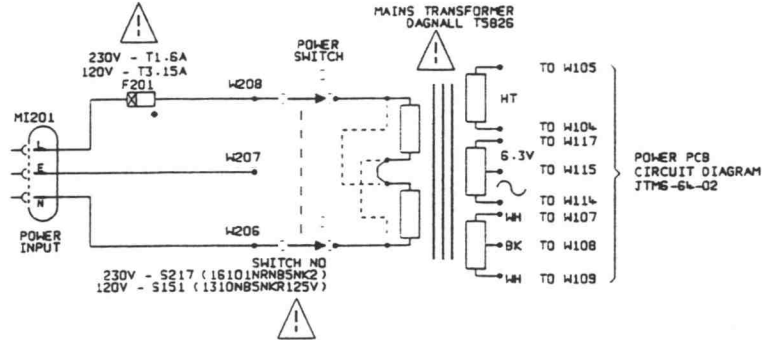 MAINS TRANSFORMER
DAGNALL T5826
230V - T1.6A
120V - T3.15A
F201
POWER
SWITCH
W208
TO W105
HT
MI201
L
TO W104
TO W117
W207
6.3V
E
TO W115
POWER PCB
CIRCUIT DIAGRAM
JTM6-64-02
N
TO W114
WH TO W107
POWER
INPUT
W206
BK TO W108
SWITCH NO
230V - S217 (16101NRNB5NK2)
120V - S151 (1310NB5NKR125V)
WH TO W109